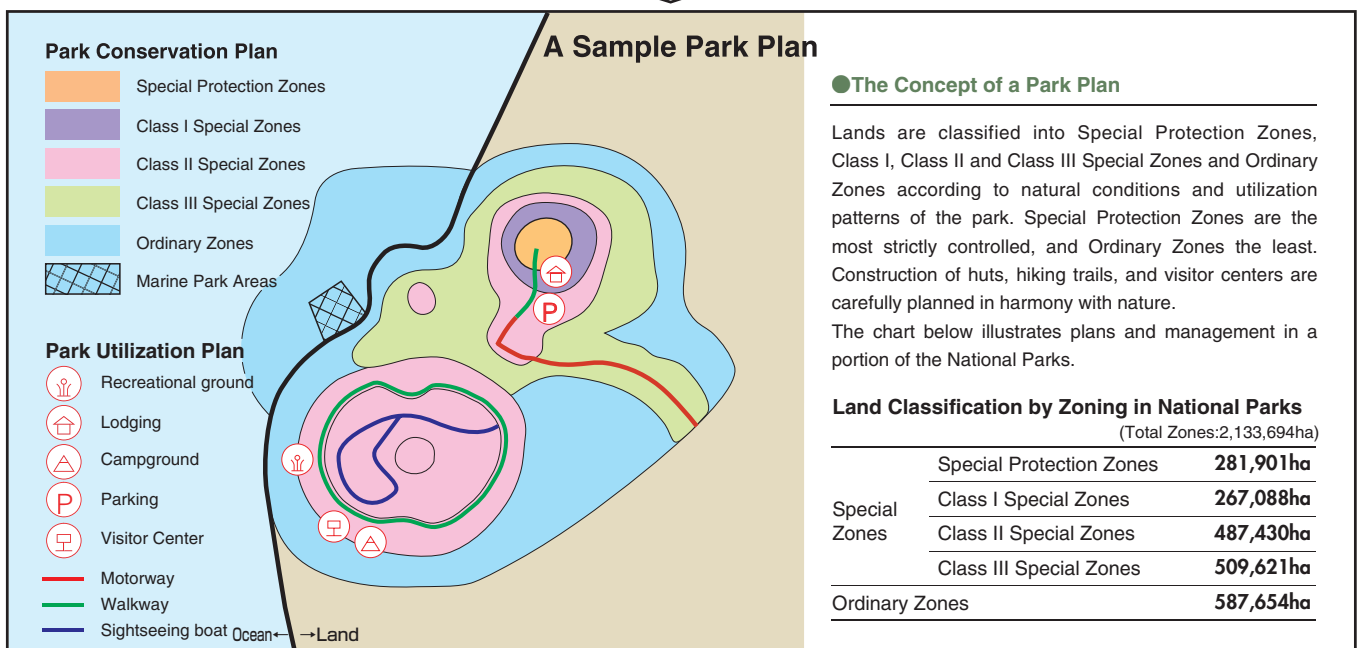 A Sample Park Plan
Park Conservation Plan
Special Protection Zones
Class I Special Zones
Class II Special Zones
Class III Special Zones
Ordinary Zones
Marine Park Areas
Park Utilization Plan
Recreational ground
Lodging
Campground
P
Parking
Visitor Center
Motorway
Walkway
Sightseeing boat
Ocean← →Land
P
●The Concept of a Park Plan
Lands are classified into Special Protection Zones,
Class I, Class II and Class III Special Zones and Ordinary
Zones according to natural conditions and utilization
patterns of the park. Special Protection Zones are the
most strictly controlled, and Ordinary Zones the least.
Construction of huts, hiking trails, and visitor centers are
carefully planned in harmony with nature.
The chart below illustrates plans and management in a
portion of the National Parks.
Land Classification by Zoning in National Parks
(Total Zones:2,133,694ha)
Special Zones
Special Protection Zones 281,901ha
Class I Special Zones 267,088ha
Class II Special Zones 487,430ha
Class III Special Zones 509,621ha
Ordinary Zones 587,654ha